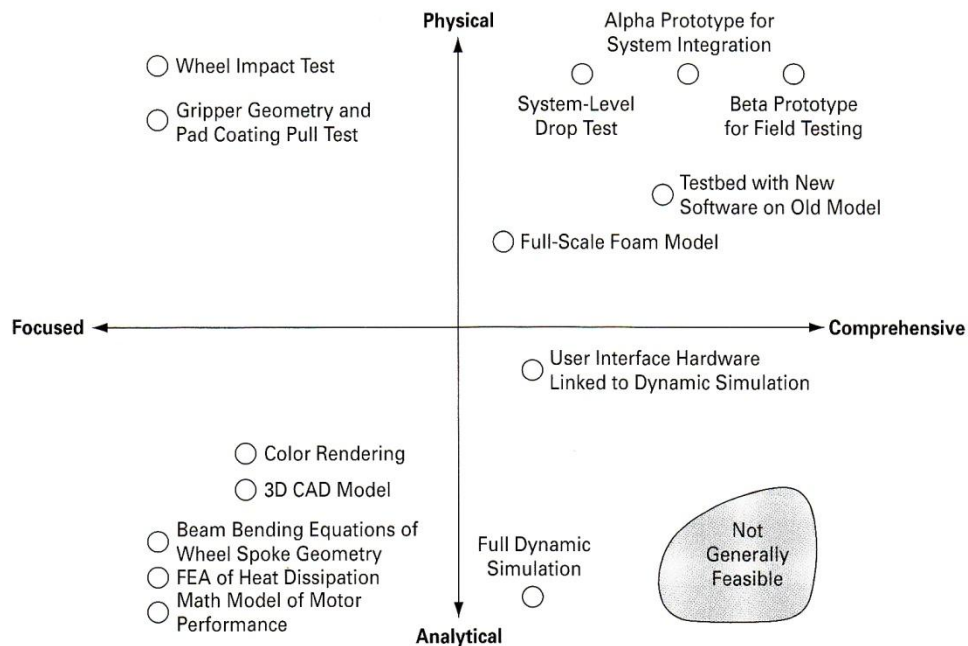 Physical
Alpha Prototype for
System Integration
Wheel Impact Test
Gripper Geometry and
Pad Coating Pull Test
System-Level
Drop Test
Beta Prototype
for Field Testing
Testbed with New
Software on Old Model
Full-Scale Foam Model
Focused
Comprehensive
User Interface Hardware
Linked to Dynamic Simulation
Color Rendering
3D CAD Model
Beam Bending Equations of
Wheel Spoke Geometry
FEA of Heat Dissipation
Math Model of Motor
Performance
Full Dynamic
Simulation
Not
Generally
Feasible
Analytical